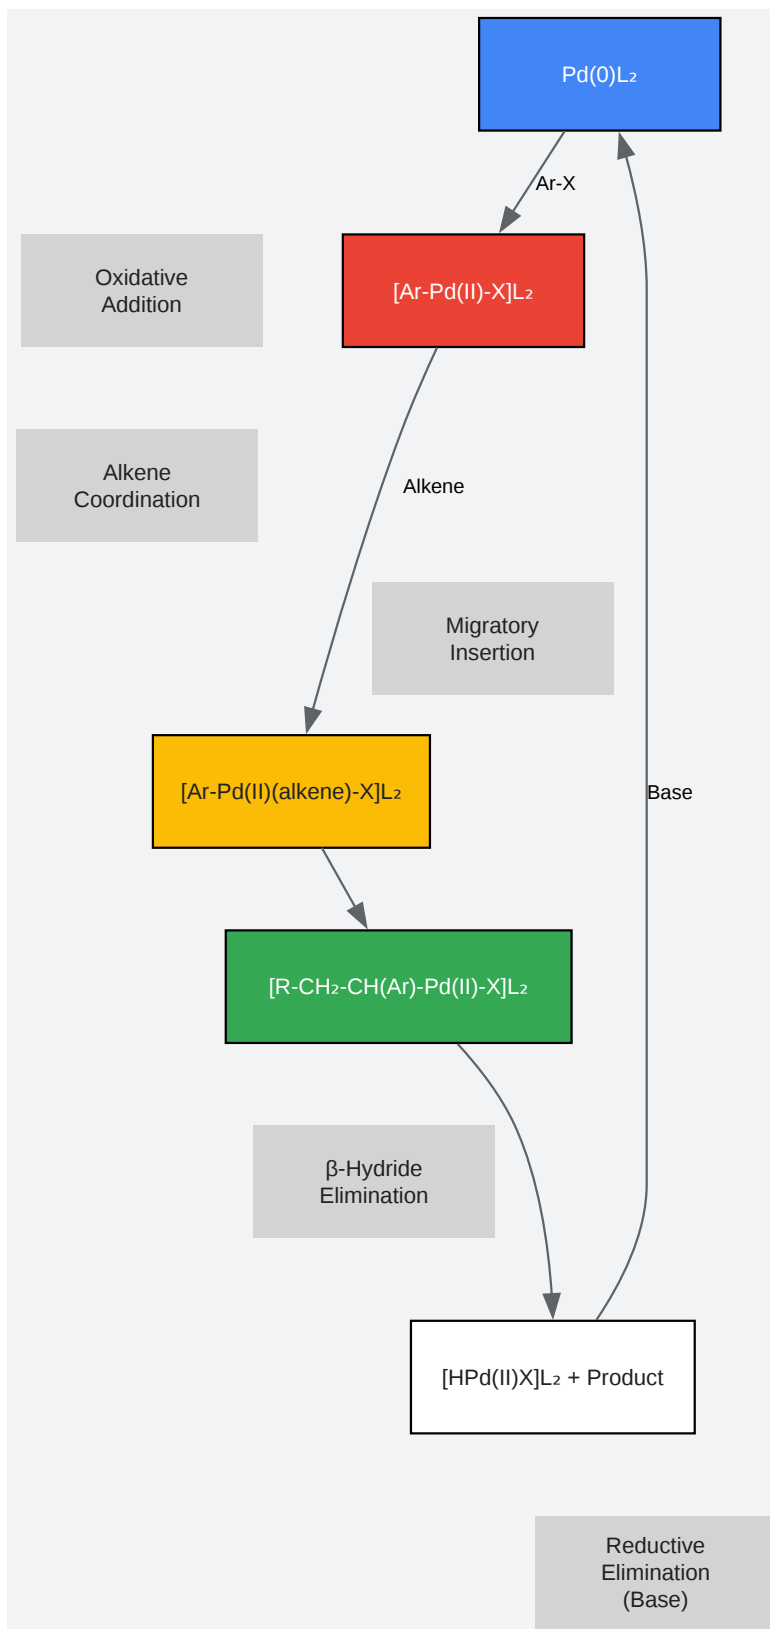 Pd(0)L₂
Ar-X
Oxidative
Addition
[Ar-Pd(II)-X]L₂
Alkene
Coordination
Alkene
Migratory
Insertion
[Ar-Pd(II)(alkene)-X]L₂
Base
[R-CH₂-CH(Ar)-Pd(II)-X]L₂
β-Hydride
Elimination
[HPd(II)X]L₂ + Product
Reductive
Elimination
(Base)